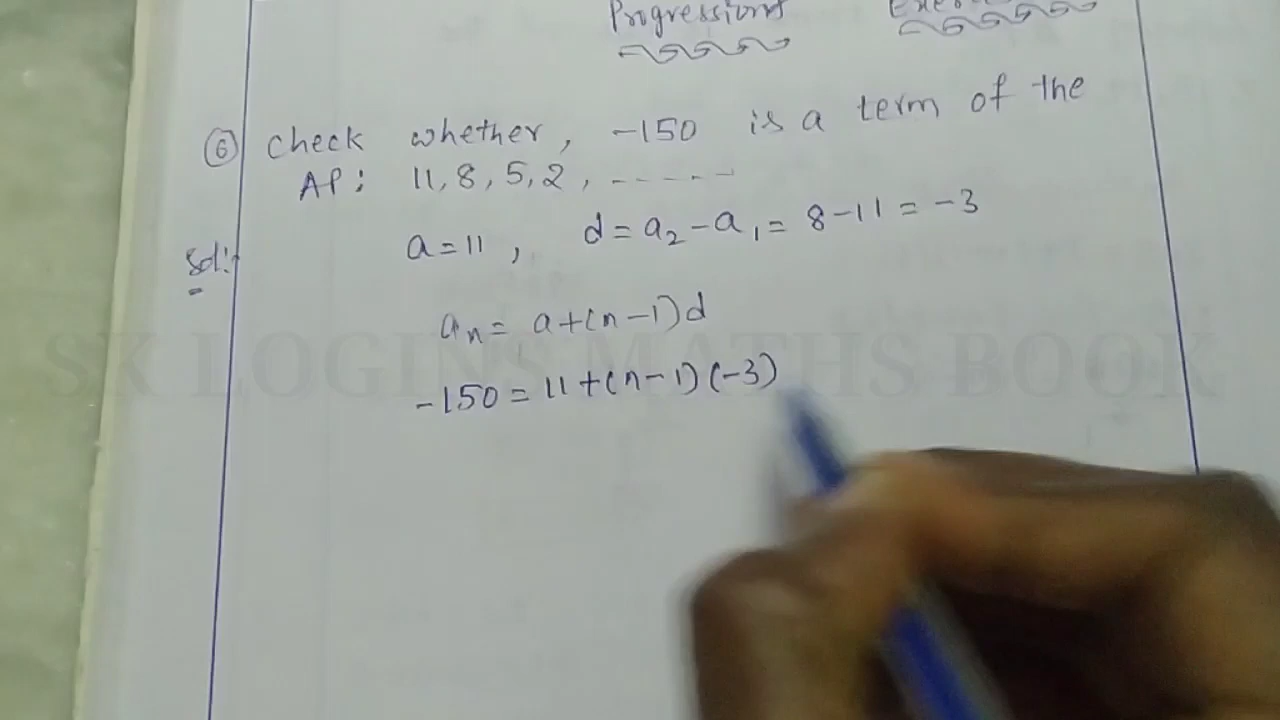 Progressions
⑥ Check whether, -150 is a term of the
AP: 11, 8, 5, 2, ------
Sol:- a = 11, d = a₂ - a₁ = 8 - 11 = -3
aₙ = a + (n - 1) d
-150 = 11 + (n - 1) (-3)
SK LOGINS MATHS BOOK